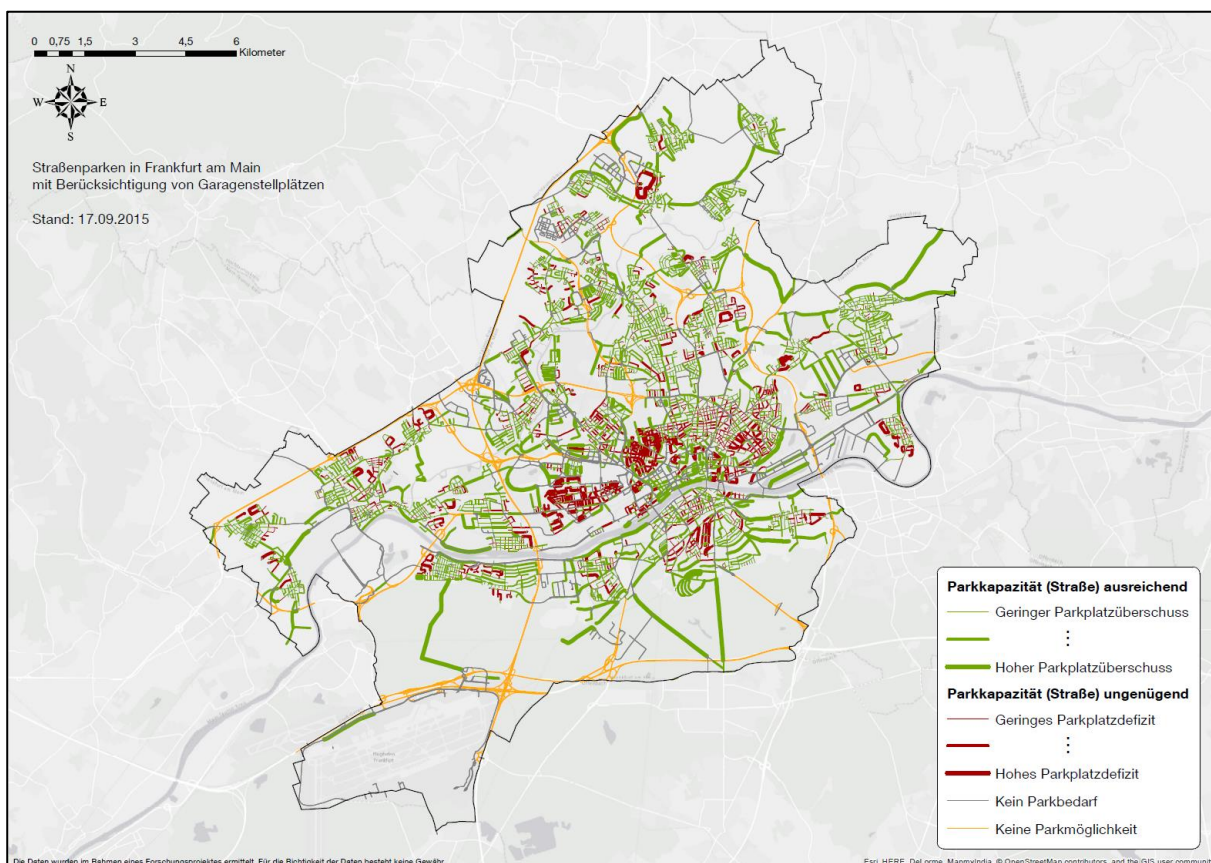 0 0,75 1,5 3 4,5 6
Kilometer
N
W E
S
Straßenparken in Frankfurt am Main
mit Berücksichtigung von Garagenstellplätzen
Stand: 17.09.2015
Flughafen
Frankfurt
Parkkapazität (Straße) ausreichend
Geringer Parkplatzüberschuss
⋮
Hoher Parkplatzüberschuss
Parkkapazität (Straße) ungenügend
Geringes Parkplatzdefizit
⋮
Hohes Parkplatzdefizit
Kein Parkbedarf
Keine Parkmöglichkeit
Die Daten wurden im Rahmen eines Forschungsprojektes ermittelt. Für die Richtigkeit der Daten besteht keine Gewähr.
Esri, HERE, DeLorme, MapmyIndia, © OpenStreetMap contributors, and the GIS user community